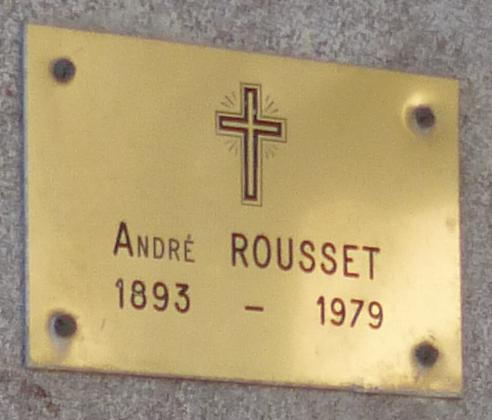 André ROUSSET
1893 - 1979